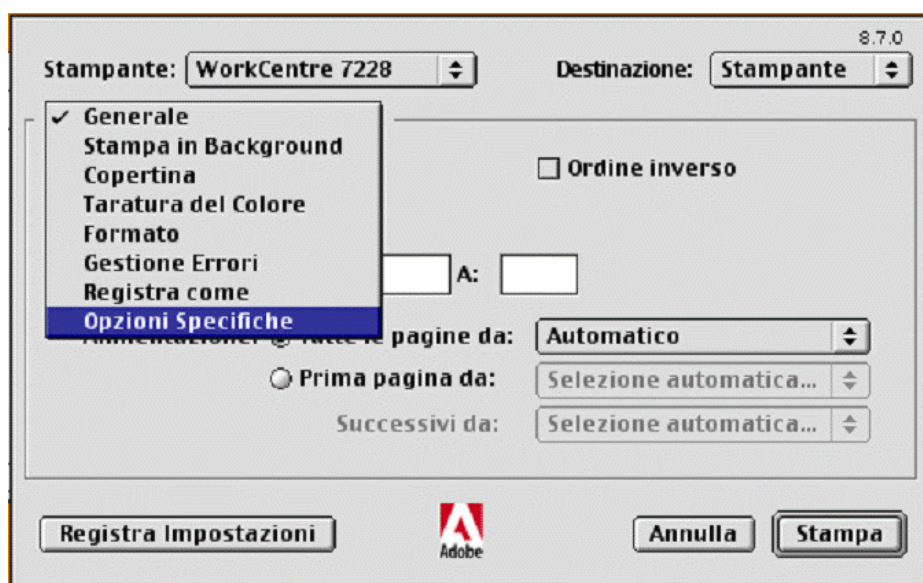 8.7.0
Stampante: WorkCentre 7228 Destinazione: Stampante
Generale
Stampa in Background
Copertina Ordine inverso
Taratura del Colore
Formato
Gestione Errori A:
Registra come
Opzioni Specifiche
pagine da: Automatico
Prima pagina da: Selezione automatica...
Successivi da: Selezione automatica...
Registra Impostazioni Adobe Annulla Stampa